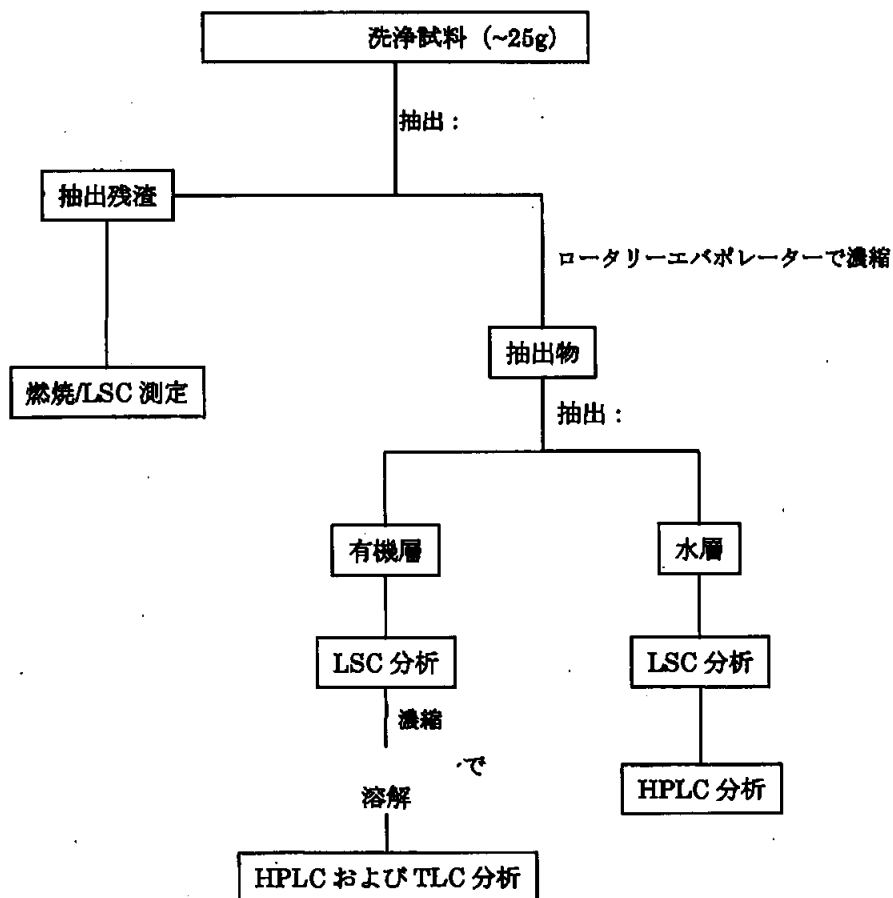 洗浄試料 (~25g)
抽出:
抽出残渣
ロータリーエバポレーターで濃縮
抽出物
燃焼/LSC 測定
抽出:
有機層
水層
LSC 分析
LSC 分析
濃縮
で
溶解
HPLC 分析
HPLC および TLC 分析